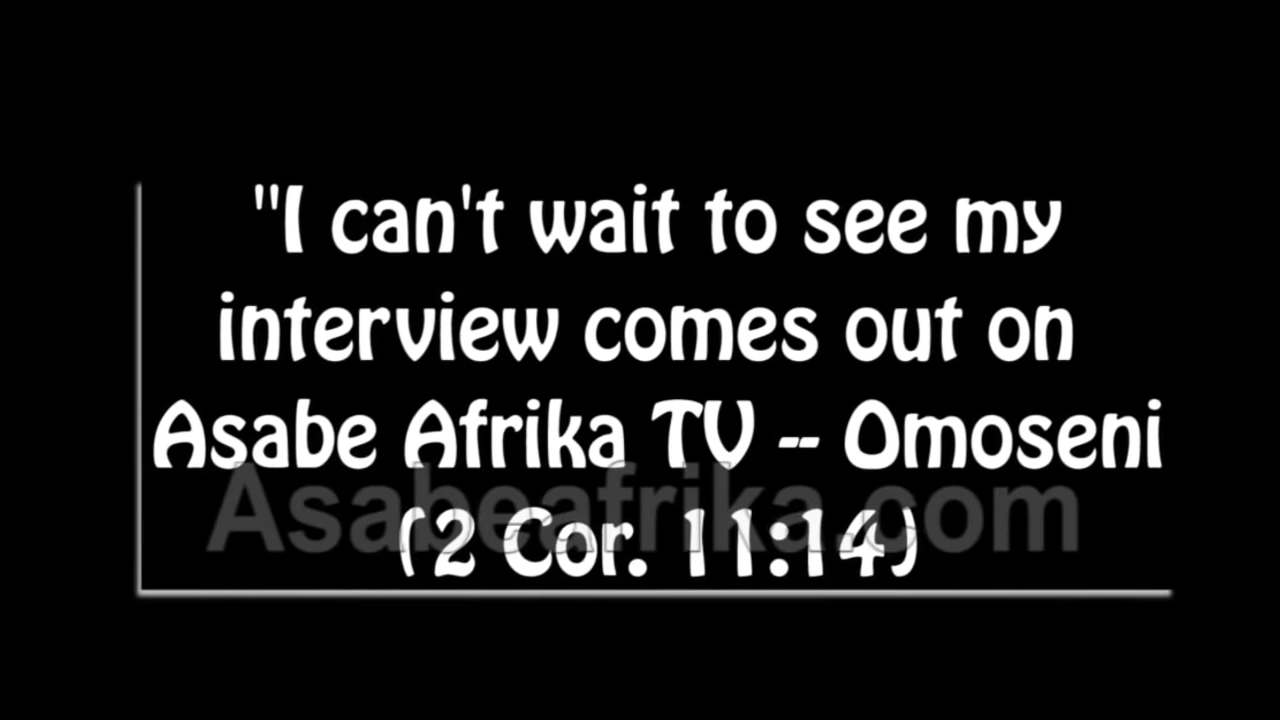 "I can't wait to see my
interview comes out on
Asabe Afrika TV -- Omoseni
Asabeafrika.com
(2 Cor. 11:14)